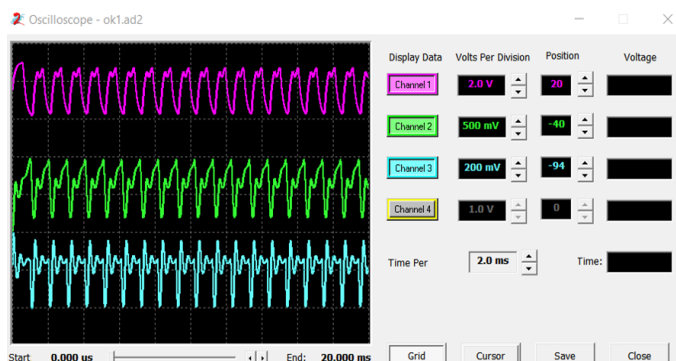 Oscilloscope - ok1.ad2
Display Data Volts Per Division Position Voltage
Channel 1 2.0 V 20
Channel 2 500 mV -40
Channel 3 200 mV -94
Channel 4 1.0 V 0
Time Per 2.0 ms Time:
Start 0.000 us End: 20.000 ms
Grid Cursor Save Close